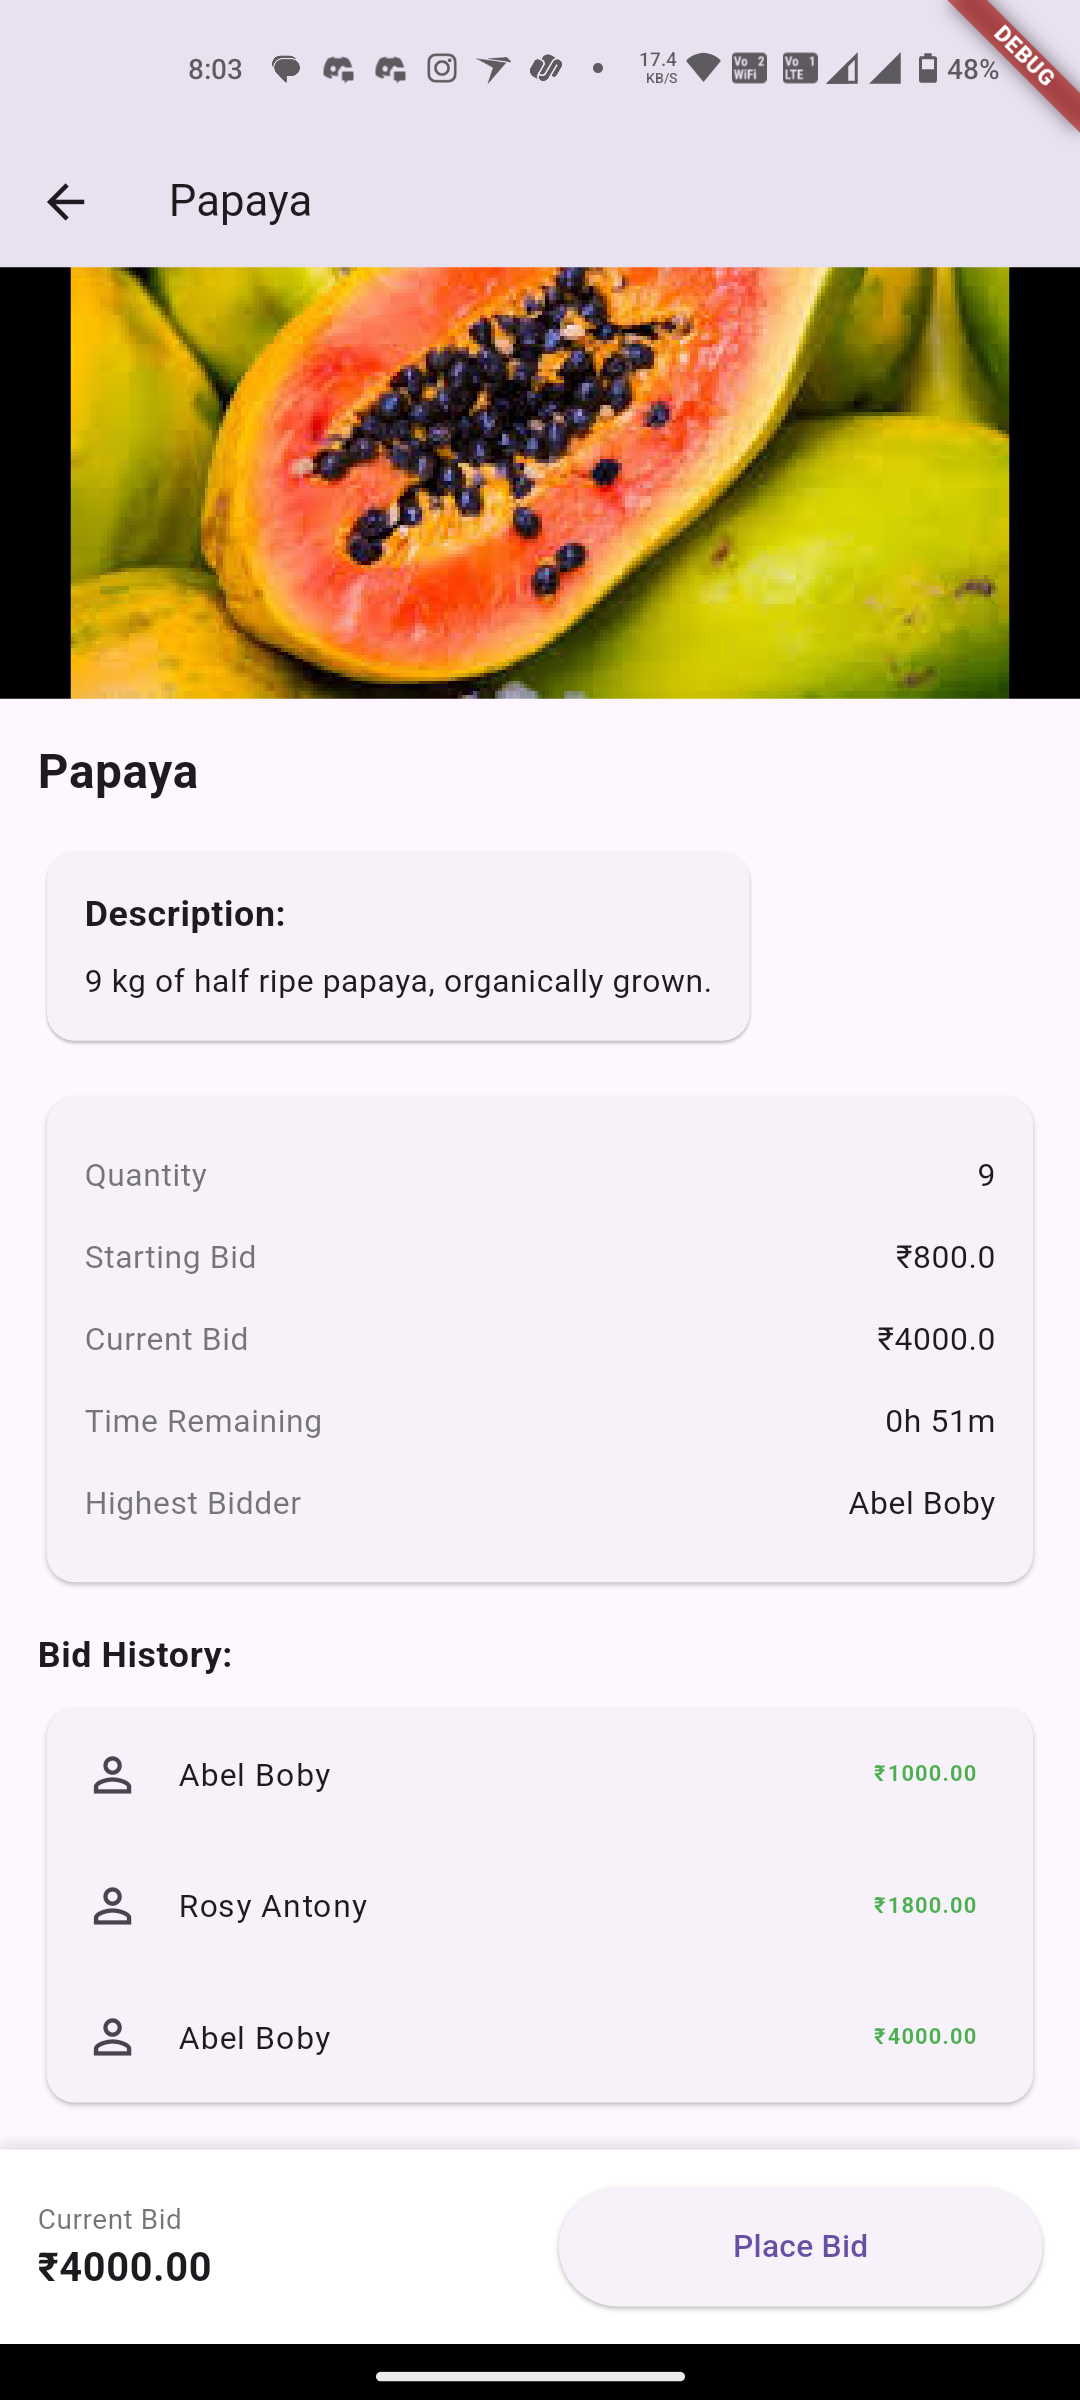 8:03 17.4 KB/S Vo 2 WiFi Vo 1 LTE 48%
DEBUG
Papaya
Papaya
Description:
9 kg of half ripe papaya, organically grown.
Quantity 9
Starting Bid ₹800.0
Current Bid ₹4000.0
Time Remaining 0h 51m
Highest Bidder Abel Boby
Bid History:
Abel Boby ₹1000.00
Rosy Antony ₹1800.00
Abel Boby ₹4000.00
Current Bid
₹4000.00
Place Bid